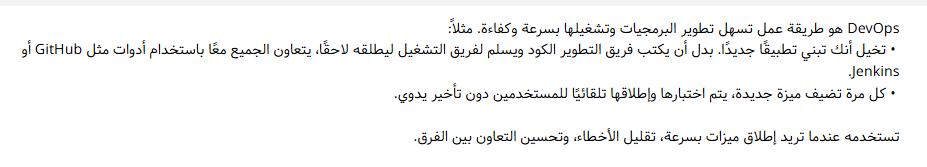 DevOps هو طريقة عمل تسهل تطوير البرمجيات وتشغيلها بسرعة وكفاءة. مثلاً:
• تخيل أنك تبني تطبيقًا جديدًا. بدل أن يكتب فريق التطوير الكود ويسلم لفريق التشغيل ليطلقه لاحقًا، يتعاون الجميع معًا باستخدام أدوات مثل GitHub أو
Jenkins.
• كل مرة تضيف ميزة جديدة، يتم اختبارها وإطلاقها تلقائيًا للمستخدمين دون تأخير يدوي.
تستخدمه عندما تريد إطلاق ميزات بسرعة، تقليل الأخطاء، وتحسين التعاون بين الفرق.